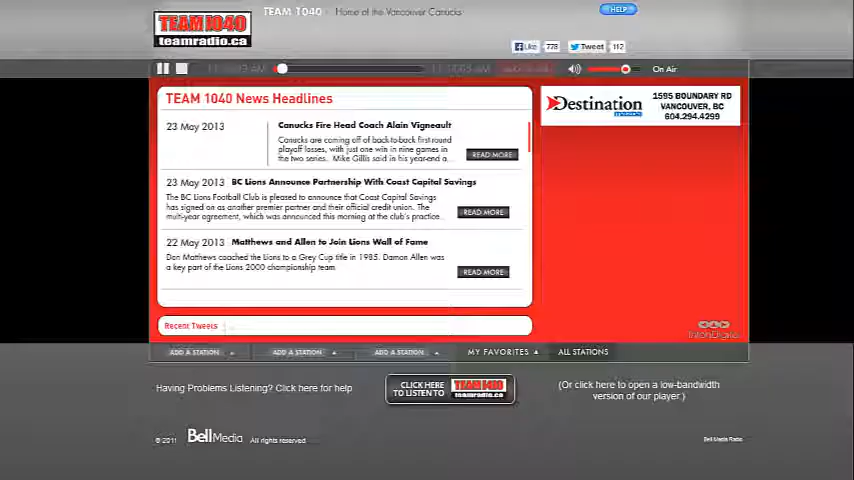 TEAM 1040
teamradio.ca
TEAM 1040
Home of the Vancouver Canucks
HELP
Like 778
Tweet 112
On Air
TEAM 1040 News Headlines
23 May 2013
Canucks Fire Head Coach Alain Vigneault
Canucks are coming off of back-to-back first-round
playoff losses, with just one win in nine games in
the two series. Mike Gillis said in his year-end a...
READ MORE
23 May 2013 BC Lions Announce Partnership With Coast Capital Savings
The BC Lions Football Club is pleased to announce that Coast Capital Savings
has signed on as another premier partner and their official credit union. The
multi-year agreement, which was announced this morning at the club's practice...
READ MORE
22 May 2013 Matthews and Allen to Join Lions Wall of Fame
Don Matthews coached the Lions to a Grey Cup title in 1985. Damon Allen was
a key part of the Lions 2000 championship team.
READ MORE
Destination
1595 BOUNDARY RD
VANCOUVER, BC
604.294.4299
Recent Tweets
ADD A STATION
ADD A STATION
ADD A STATION
MY FAVORITES
ALL STATIONS
Having Problems Listening? Click here for help
CLICK HERE
TO LISTEN TO
TEAM 1410
teamradio.ca
(Or click here to open a low-bandwidth
version of our player.)
© 2011 BellMedia All rights reserved.
Bell Media Radio